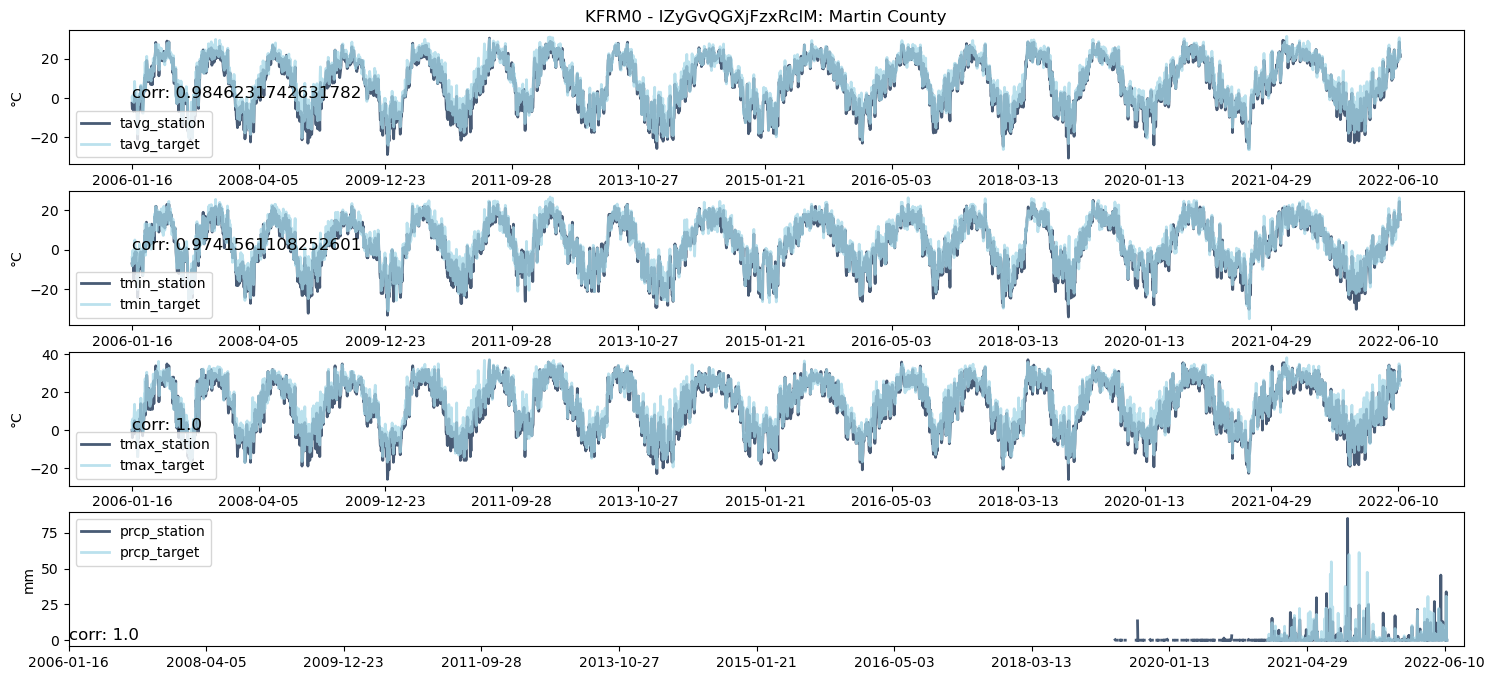 KFRM0 - IZyGvQGXjFzxRclM: Martin County
20
0
−20
°C
corr: 0.9846231742631782
tavg_station
tavg_target
2006-01-16 2008-04-05 2009-12-23 2011-09-28 2013-10-27 2015-01-21 2016-05-03 2018-03-13 2020-01-13 2021-04-29 2022-06-10
20
0
−20
°C
corr: 0.9741561108252601
tmin_station
tmin_target
2006-01-16 2008-04-05 2009-12-23 2011-09-28 2013-10-27 2015-01-21 2016-05-03 2018-03-13 2020-01-13 2021-04-29 2022-06-10
40
20
0
−20
°C
corr: 1.0
tmax_station
tmax_target
2006-01-16 2008-04-05 2009-12-23 2011-09-28 2013-10-27 2015-01-21 2016-05-03 2018-03-13 2020-01-13 2021-04-29 2022-06-10
75
50
25
0
mm
prcp_station
prcp_target
corr: 1.0
2006-01-16 2008-04-05 2009-12-23 2011-09-28 2013-10-27 2015-01-21 2016-05-03 2018-03-13 2020-01-13 2021-04-29 2022-06-10